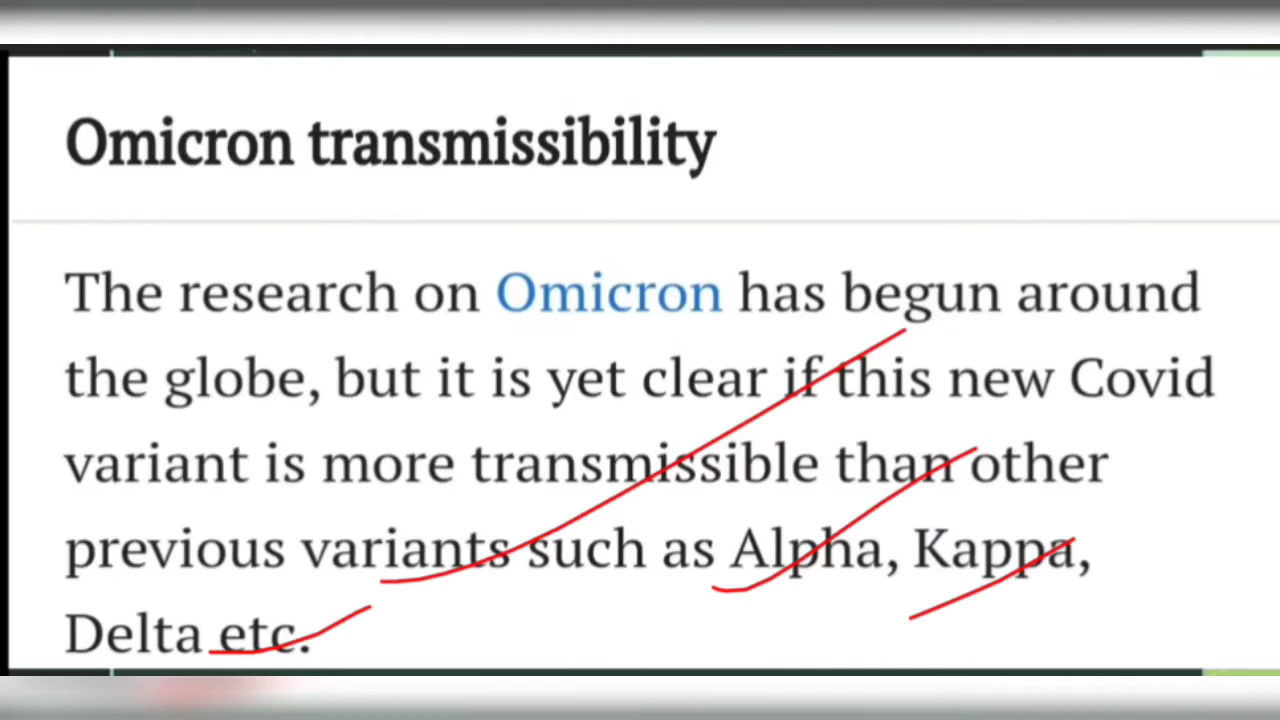 Omicron transmissibility
The research on Omicron has begun around
the globe, but it is yet clear if this new Covid
variant is more transmissible than other
previous variants such as Alpha, Kappa,
Delta etc.